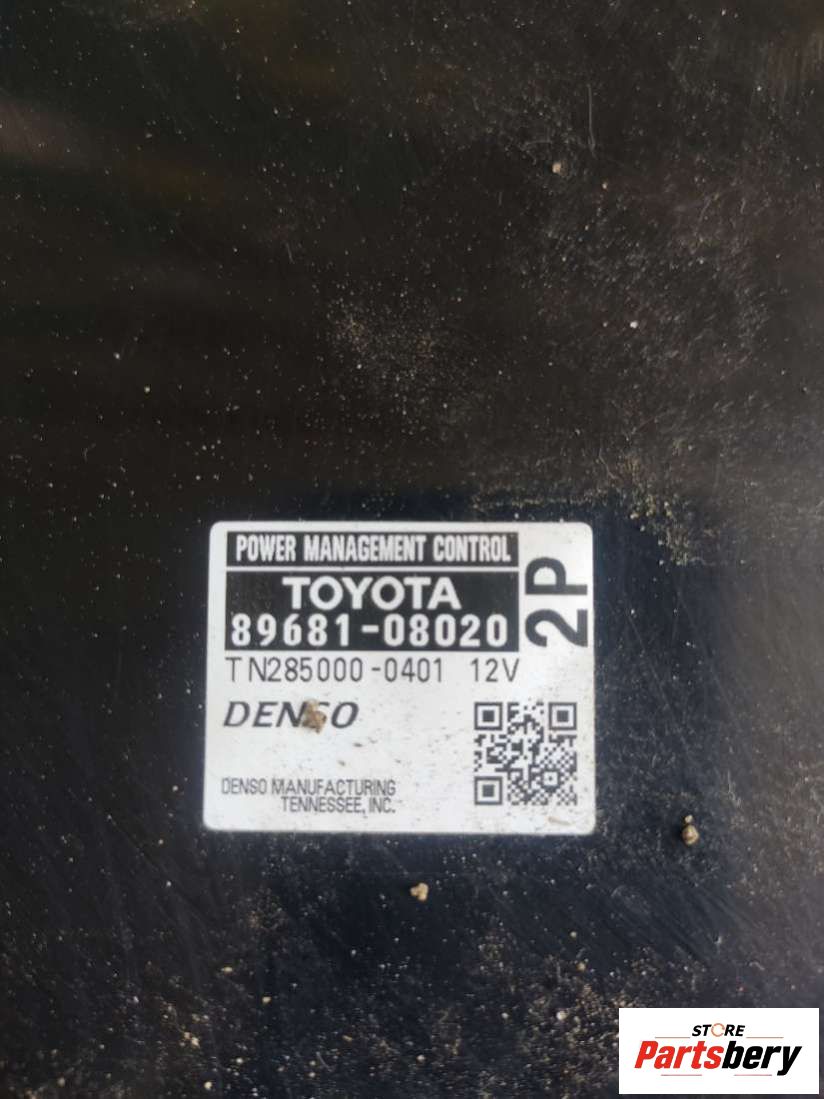 POWER MANAGEMENT CONTROL
TOYOTA
89681-08020
2P
TN285000-0401 12V
DENSO
DENSO MANUFACTURING
TENNESSEE, INC.
STORE
Partsbery